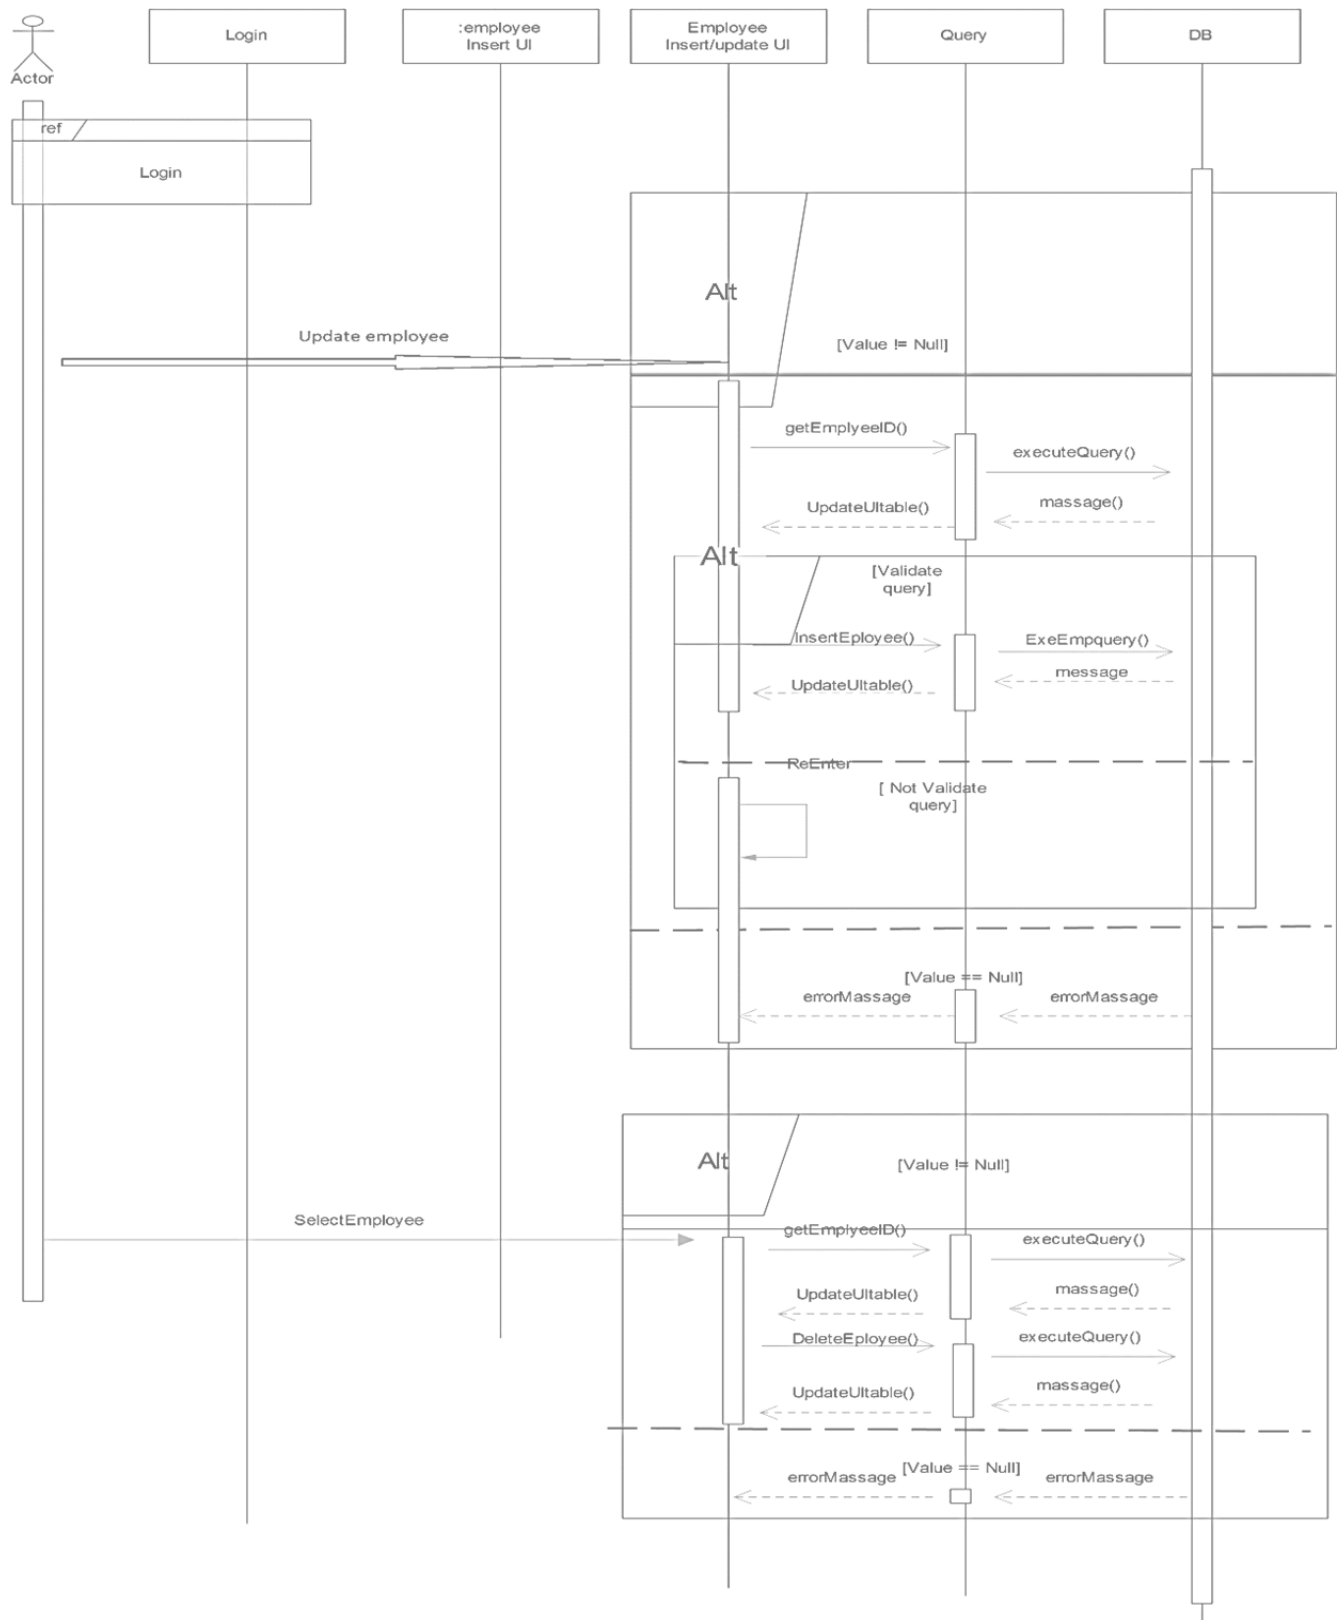 Actor
Login
:employee
Insert UI
Employee
Insert/update UI
Query
DB
ref
Login
Alt
Update employee
[Value != Null]
getEmplyeeID()
executeQuery()
massage()
UpdateUItable()
Alt
[Validate
query]
InsertEployee()
ExeEmpquery()
message
UpdateUItable()
ReEnter
[ Not Validate
query]
[Value == Null]
errorMassage
errorMassage
Alt
[Value != Null]
SelectEmployee
getEmplyeeID()
executeQuery()
massage()
UpdateUItable()
DeleteEployee()
executeQuery()
massage()
UpdateUItable()
[Value == Null]
errorMassage
errorMassage